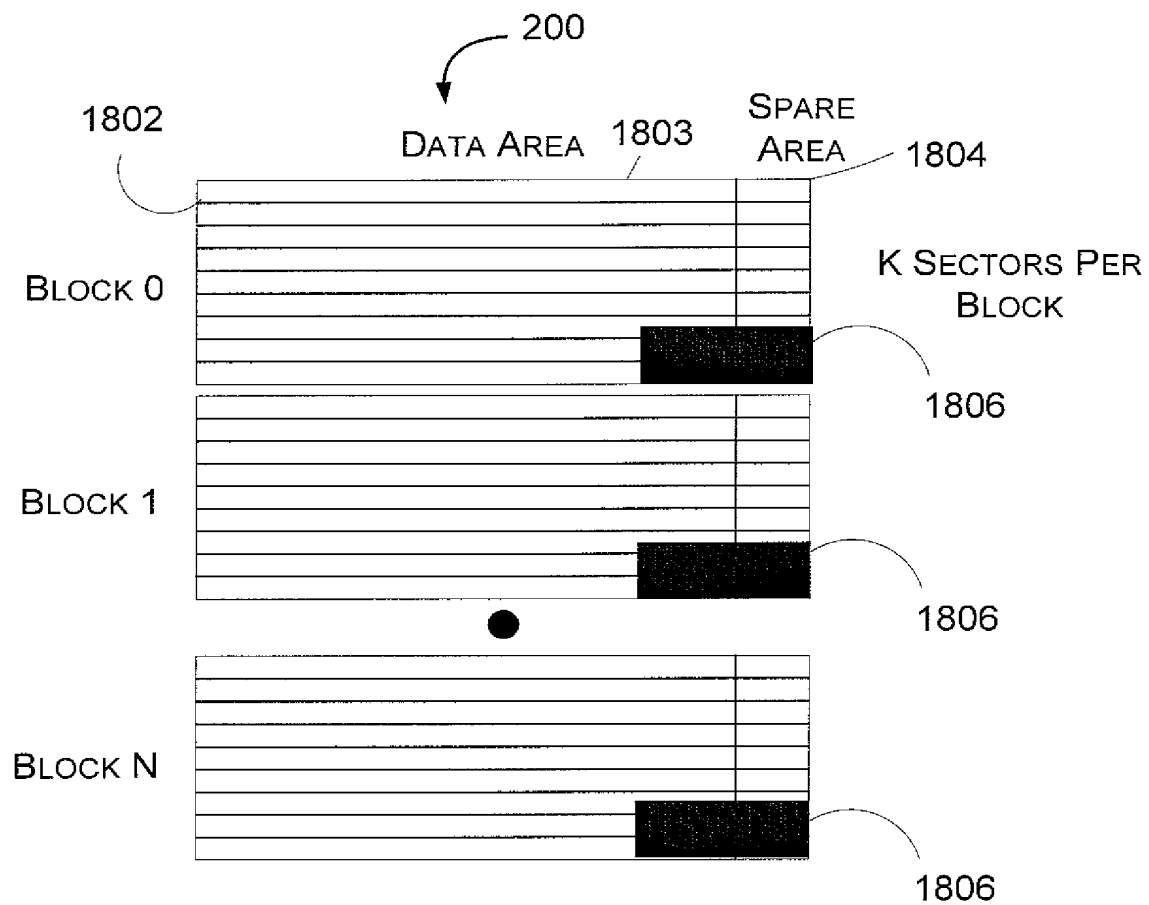 200
1802
DATA AREA
1803
SPARE
AREA
1804
BLOCK 0
K SECTORS PER
BLOCK
1806
BLOCK 1
1806
BLOCK N
1806